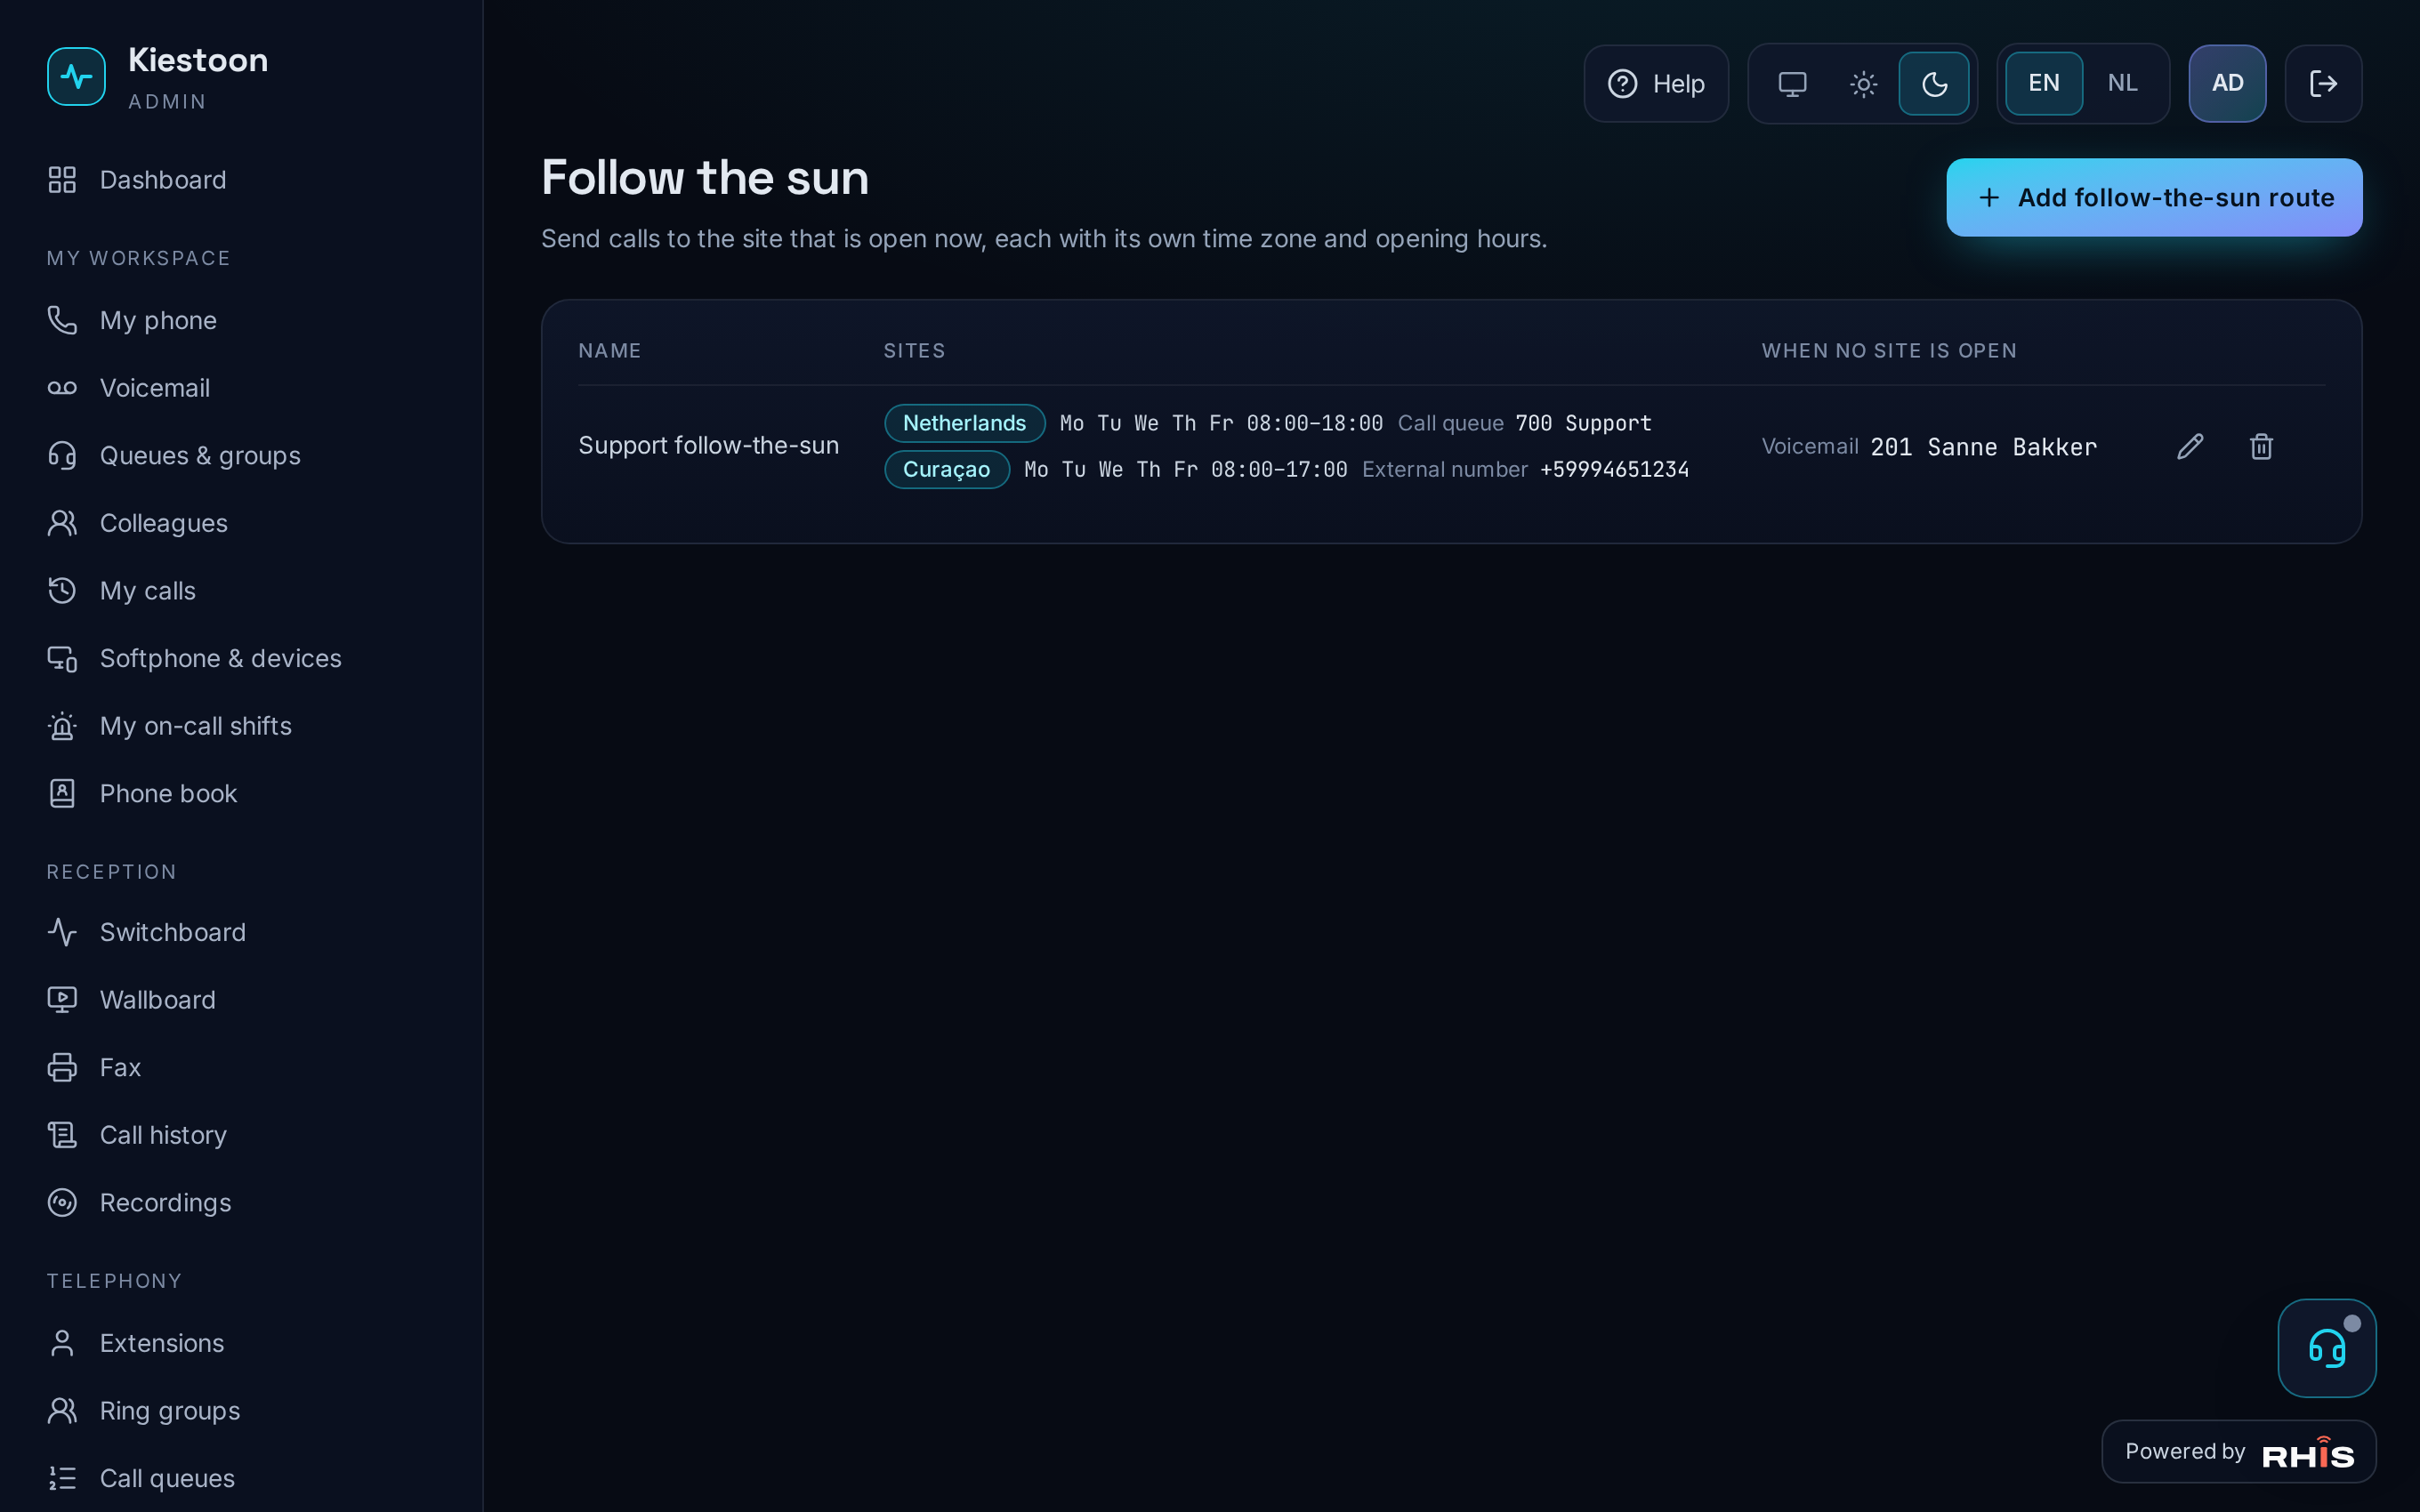 Kiestoon
ADMIN
Dashboard
MY WORKSPACE
My phone
Voicemail
Queues & groups
Colleagues
My calls
Softphone & devices
My on-call shifts
Phone book
RECEPTION
Switchboard
Wallboard
Fax
Call history
Recordings
TELEPHONY
Extensions
Ring groups
Call queues
Help
EN NL
AD
Follow the sun
Add follow-the-sun route
Send calls to the site that is open now, each with its own time zone and opening hours.
NAME SITES WHEN NO SITE IS OPEN
Support follow-the-sun
Netherlands Mo Tu We Th Fr 08:00–18:00 Call queue 700 Support
Curaçao Mo Tu We Th Fr 08:00–17:00 External number +59994651234
Voicemail 201 Sanne Bakker
Powered by RHiS